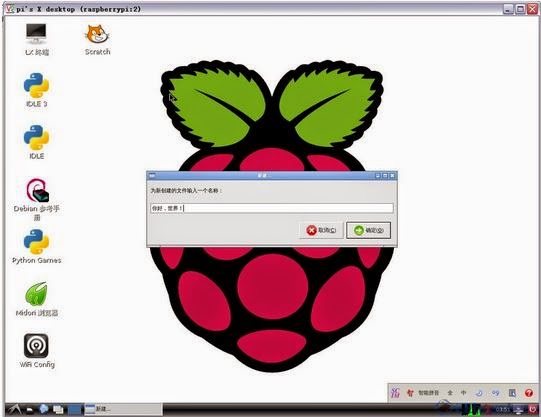 pi's X desktop (raspberrypi:2)
LX 终端
Scratch
IDLE 3
IDLE
Debian 参考手
册
Python Games
Midori 浏览器
WiFi Config
新建...
为新创建的文件输入一个名称：
你好，世界！
取消(C)
确定(O)
智能拼音 全 中
新建...
03:51